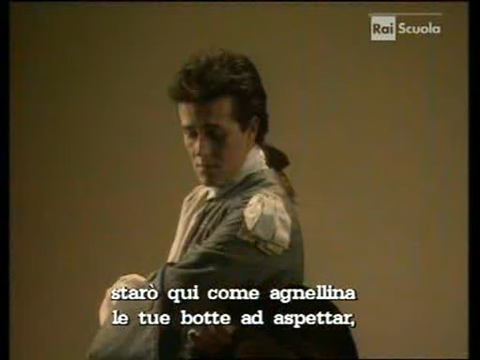 Rai Scuola
starò qui come agnellina
le tue botte ad aspettar,